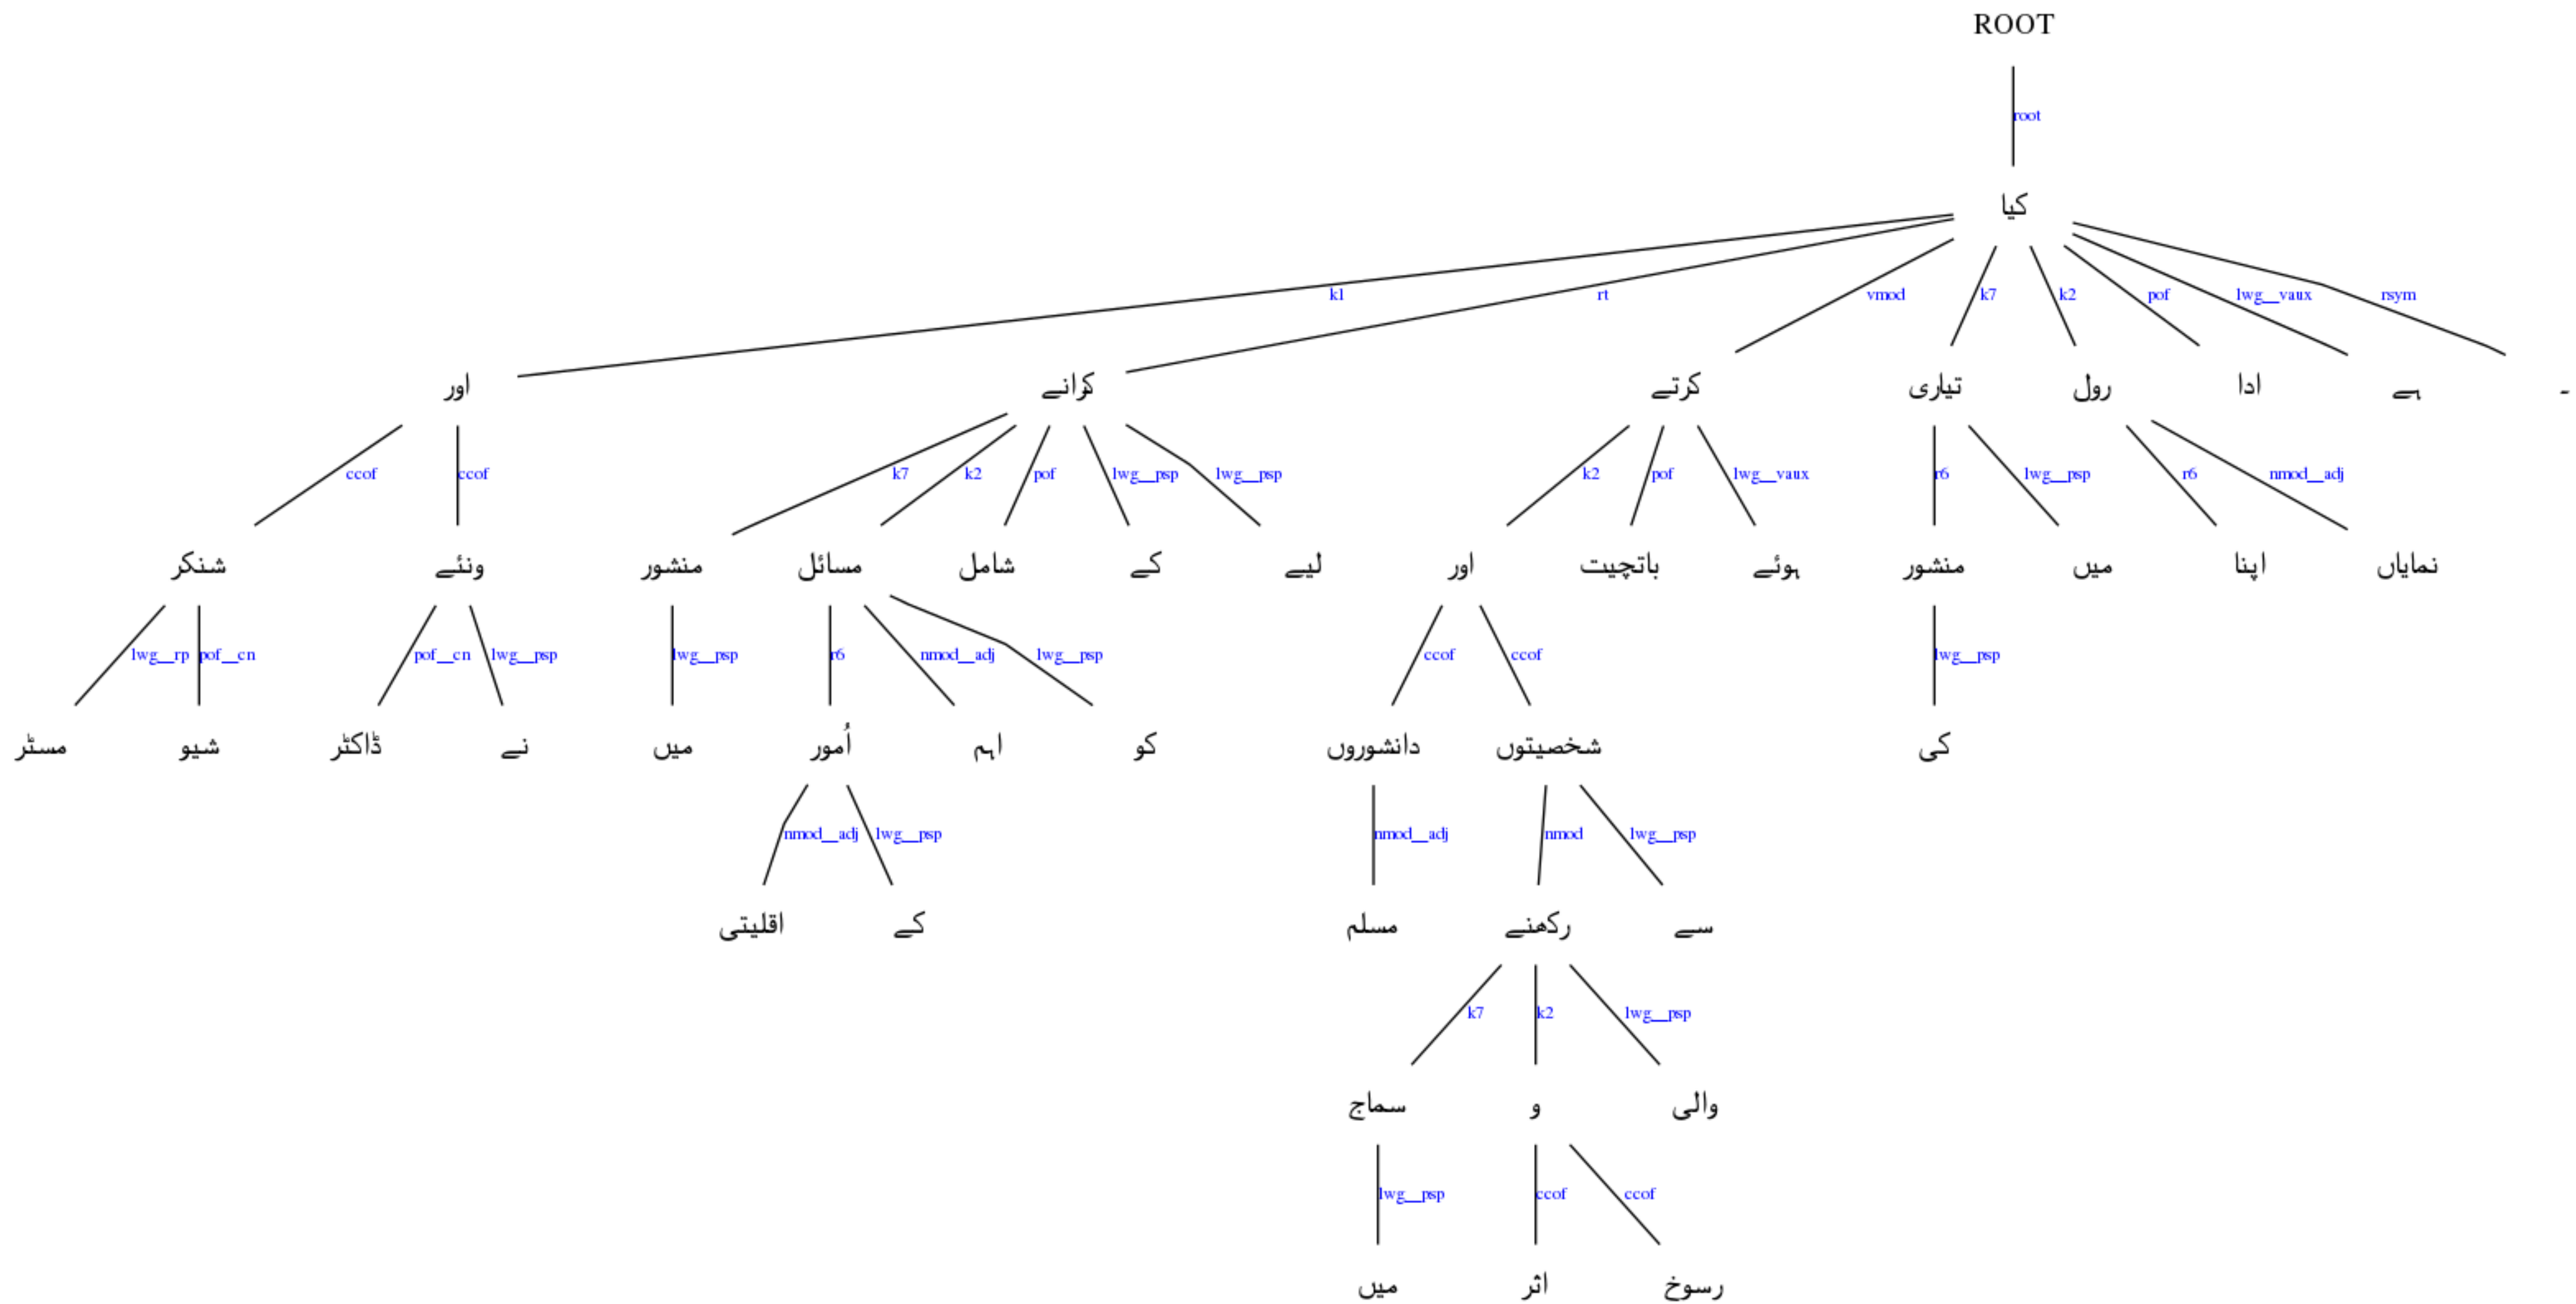 ROOT
root
کیا
k1 rt vmod k7 k2 pof lwg__vaux rsym
اور کرانے کرتے تیاری رول ادا ہے ۔
ccof ccof k7 k2 pof lwg__psp lwg__psp k2 pof lwg__vaux r6 lwg__psp r6 nmod__adj
شنکر ونئے منشور مسائل شامل کے لیے اور باتچیت ہوئے منشور میں اپنا نمایاں
lwg__rp pof__cn pof__cn lwg__psp lwg__psp r6 nmod__adj lwg__psp ccof ccof lwg__psp
مسٹر شیو ڈاکٹر نے میں اُمور اہم کو دانشوروں شخصیتوں کی
nmod__adj lwg__psp nmod__adj nmod lwg__psp
اقلیتی کے مسلم رکھنے سے
k7 k2 lwg__psp
سماج و والی
lwg__psp ccof ccof
میں اثر رسوخ